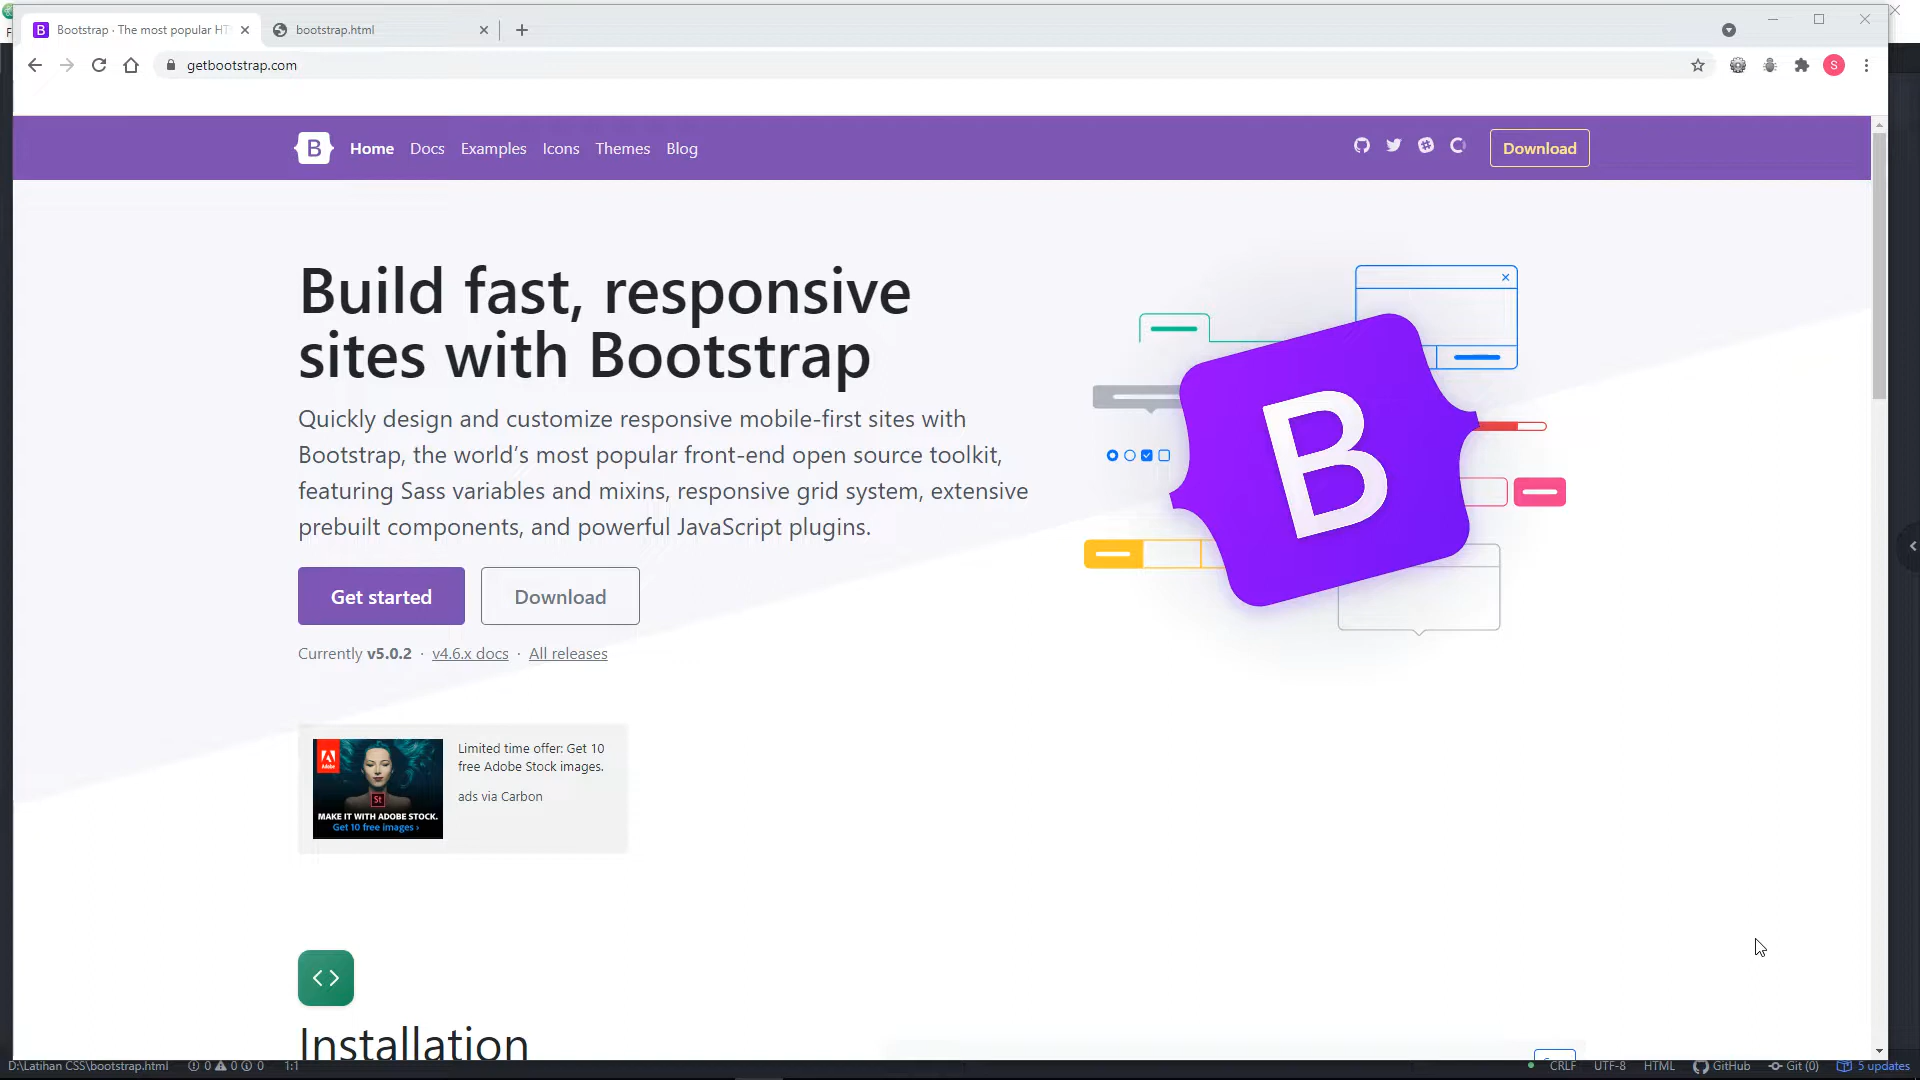 Bootstrap · The most popular HT
bootstrap.html
getbootstrap.com
S
B
Home
Docs
Examples
Icons
Themes
Blog
Download
Build fast, responsive
sites with Bootstrap
Quickly design and customize responsive mobile-first sites with
Bootstrap, the world’s most popular front-end open source toolkit,
featuring Sass variables and mixins, responsive grid system, extensive
prebuilt components, and powerful JavaScript plugins.
B
Get started
Download
Currently v5.0.2 · v4.6.x docs · All releases
Adobe
St
MAKE IT WITH ADOBE STOCK.
Get 10 free images ›
Limited time offer: Get 10
free Adobe Stock images.
ads via Carbon
Installation
D:\Latihan CSS\bootstrap.html
0 0 0
1:1
CRLF
UTF-8
HTML
GitHub
Git (0)
5 updates